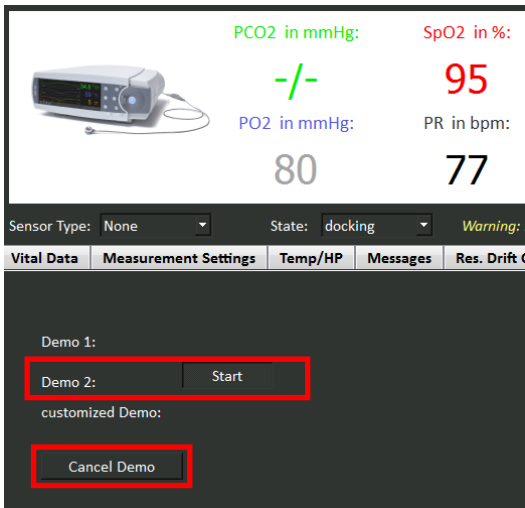 PCO2 in mmHg: SpO2 in %:
-/- 95
PO2 in mmHg: PR in bpm:
80 77
Sensor Type: None State: docking Warning:
Vital Data Measurement Settings Temp/HP Messages Res. Drift
Demo 1:
Demo 2: Start
customized Demo:
Cancel Demo